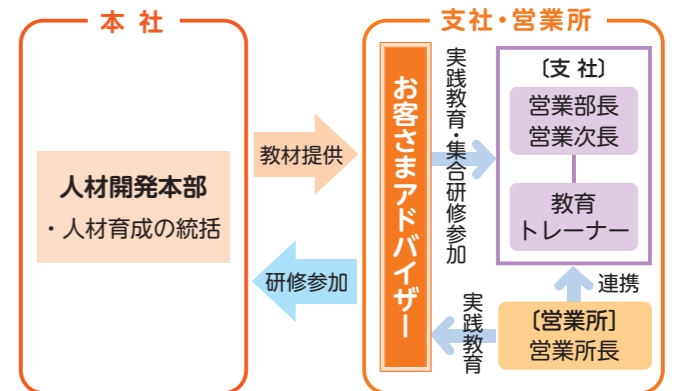 本 社
人材開発本部
・人材育成の統括
教材提供
研修参加
支社・営業所
お客さまアドバイザー
実践教育・集合研修参加
〔支 社〕
営業部長
営業次長
教育
トレーナー
連携
実践教育
〔営業所〕
営業所長